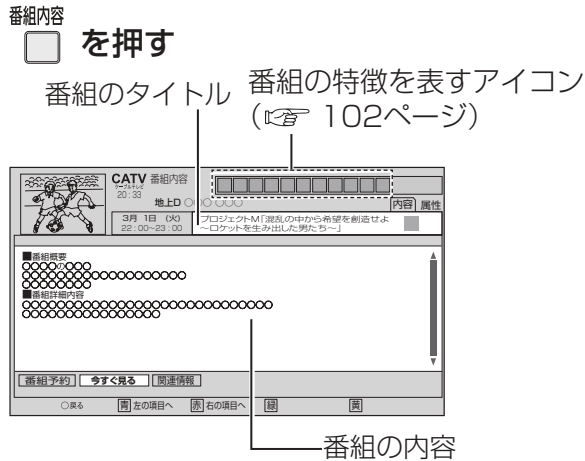 番組内容
を押す
番組のタイトル
番組の特徴を表すアイコン
(☞ 102ページ)
CATV 番組内容
ケーブルテレビ
20:33
地上D ○○○○○○
内容 属性
3月 1日 (火)
22:00~23:00
プロジェクトM「混乱の中から希望を創造せよ
~ロケットを生み出した男たち~」
■番組概要
○○○○の○○○
○○○○○○○○○○○○○○○○○○○○
○○○○○○○○
■番組詳細内容
○○○○○○○○○○○○○○○○○○○○○○○○○○○○○
○○○○○○○○○○○○○○○○
番組予約 今すぐ見る 関連情報
○戻る 青 左の項目へ 赤 右の項目へ 緑 黄
番組の内容